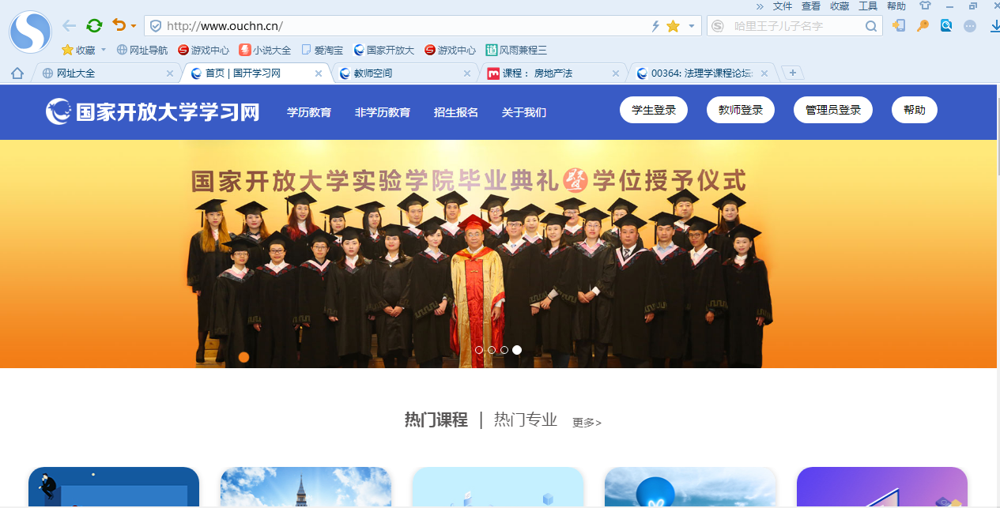 » 文件 查看 收藏 工具 帮助
http://www.ouchn.cn/ 哈里王子儿子名字
收藏 网址导航 游戏中心 小说大全 爱淘宝 国家开放大 游戏中心 风雨兼程三
网址大全 首页 | 国开学习网 教师空间 课程： 房地产法 00364: 法理学课程论坛:
国家开放大学学习网 学历教育 非学历教育 招生报名 关于我们 学生登录 教师登录 管理员登录 帮助
国家开放大学实验学院毕业典礼暨学位授予仪式
热门课程 | 热门专业 更多>